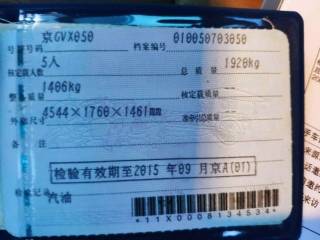 号牌号码 京GVX050 档案编号 010050703050
核定载人数 5人 总质量 1920kg
整备质量 1406kg 核定载质量
外廓尺寸 4544×1760×1461 准牵引总质量
备注
检验有效期至2015年09月京A(01)
检验记录
汽油
*11X0008134534*